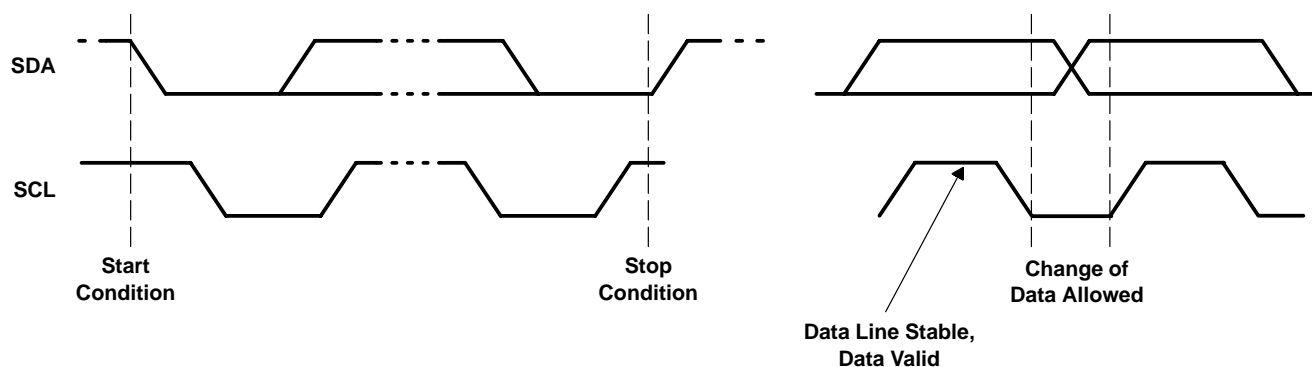 SDA
SCL
Start
Condition
Stop
Condition
Change of
Data Allowed
Data Line Stable,
Data Valid